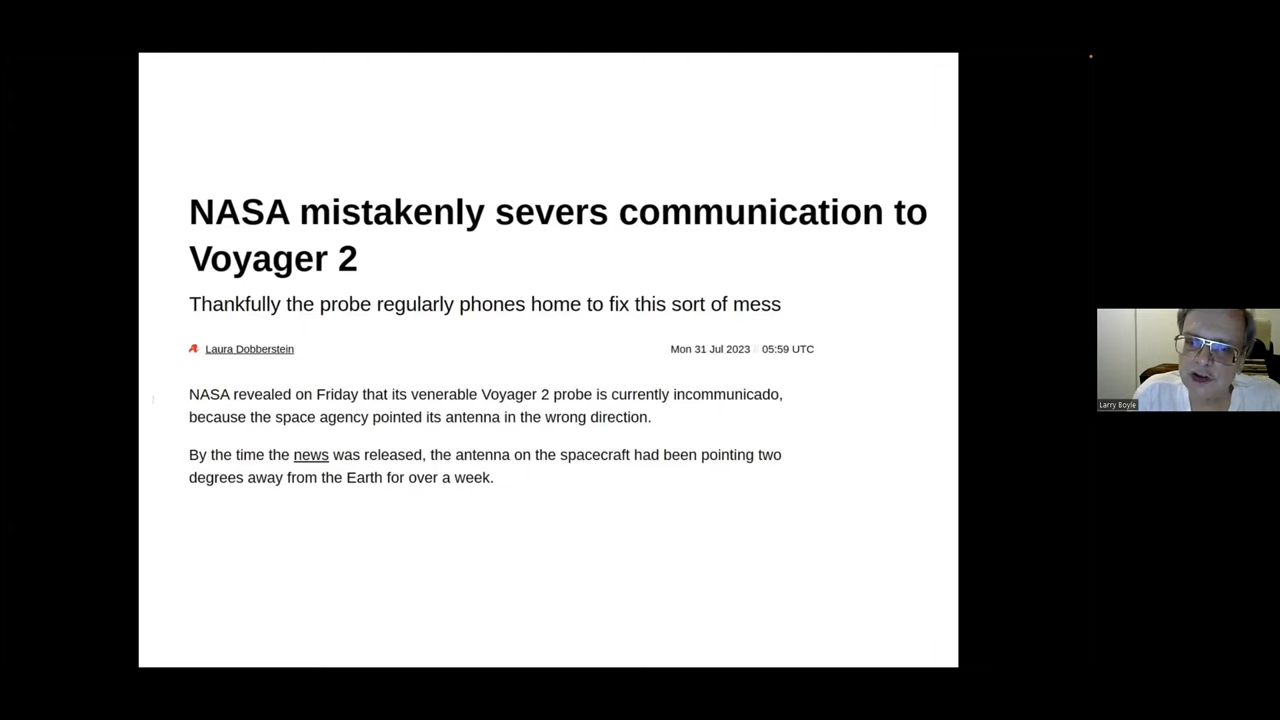 NASA mistakenly severs communication to
Voyager 2
Thankfully the probe regularly phones home to fix this sort of mess
Laura Dobberstein
Mon 31 Jul 2023 05:59 UTC
NASA revealed on Friday that its venerable Voyager 2 probe is currently incommunicado,
because the space agency pointed its antenna in the wrong direction.
By the time the news was released, the antenna on the spacecraft had been pointing two
degrees away from the Earth for over a week.
Larry Boyle